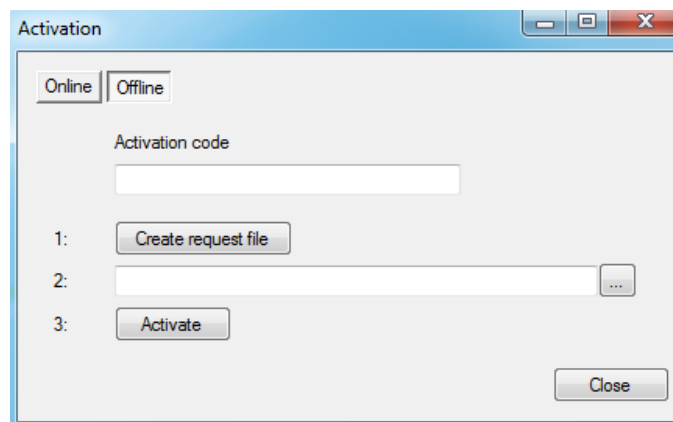 Activation
Online Offline
Activation code
1: Create request file
2: ...
3: Activate
Close